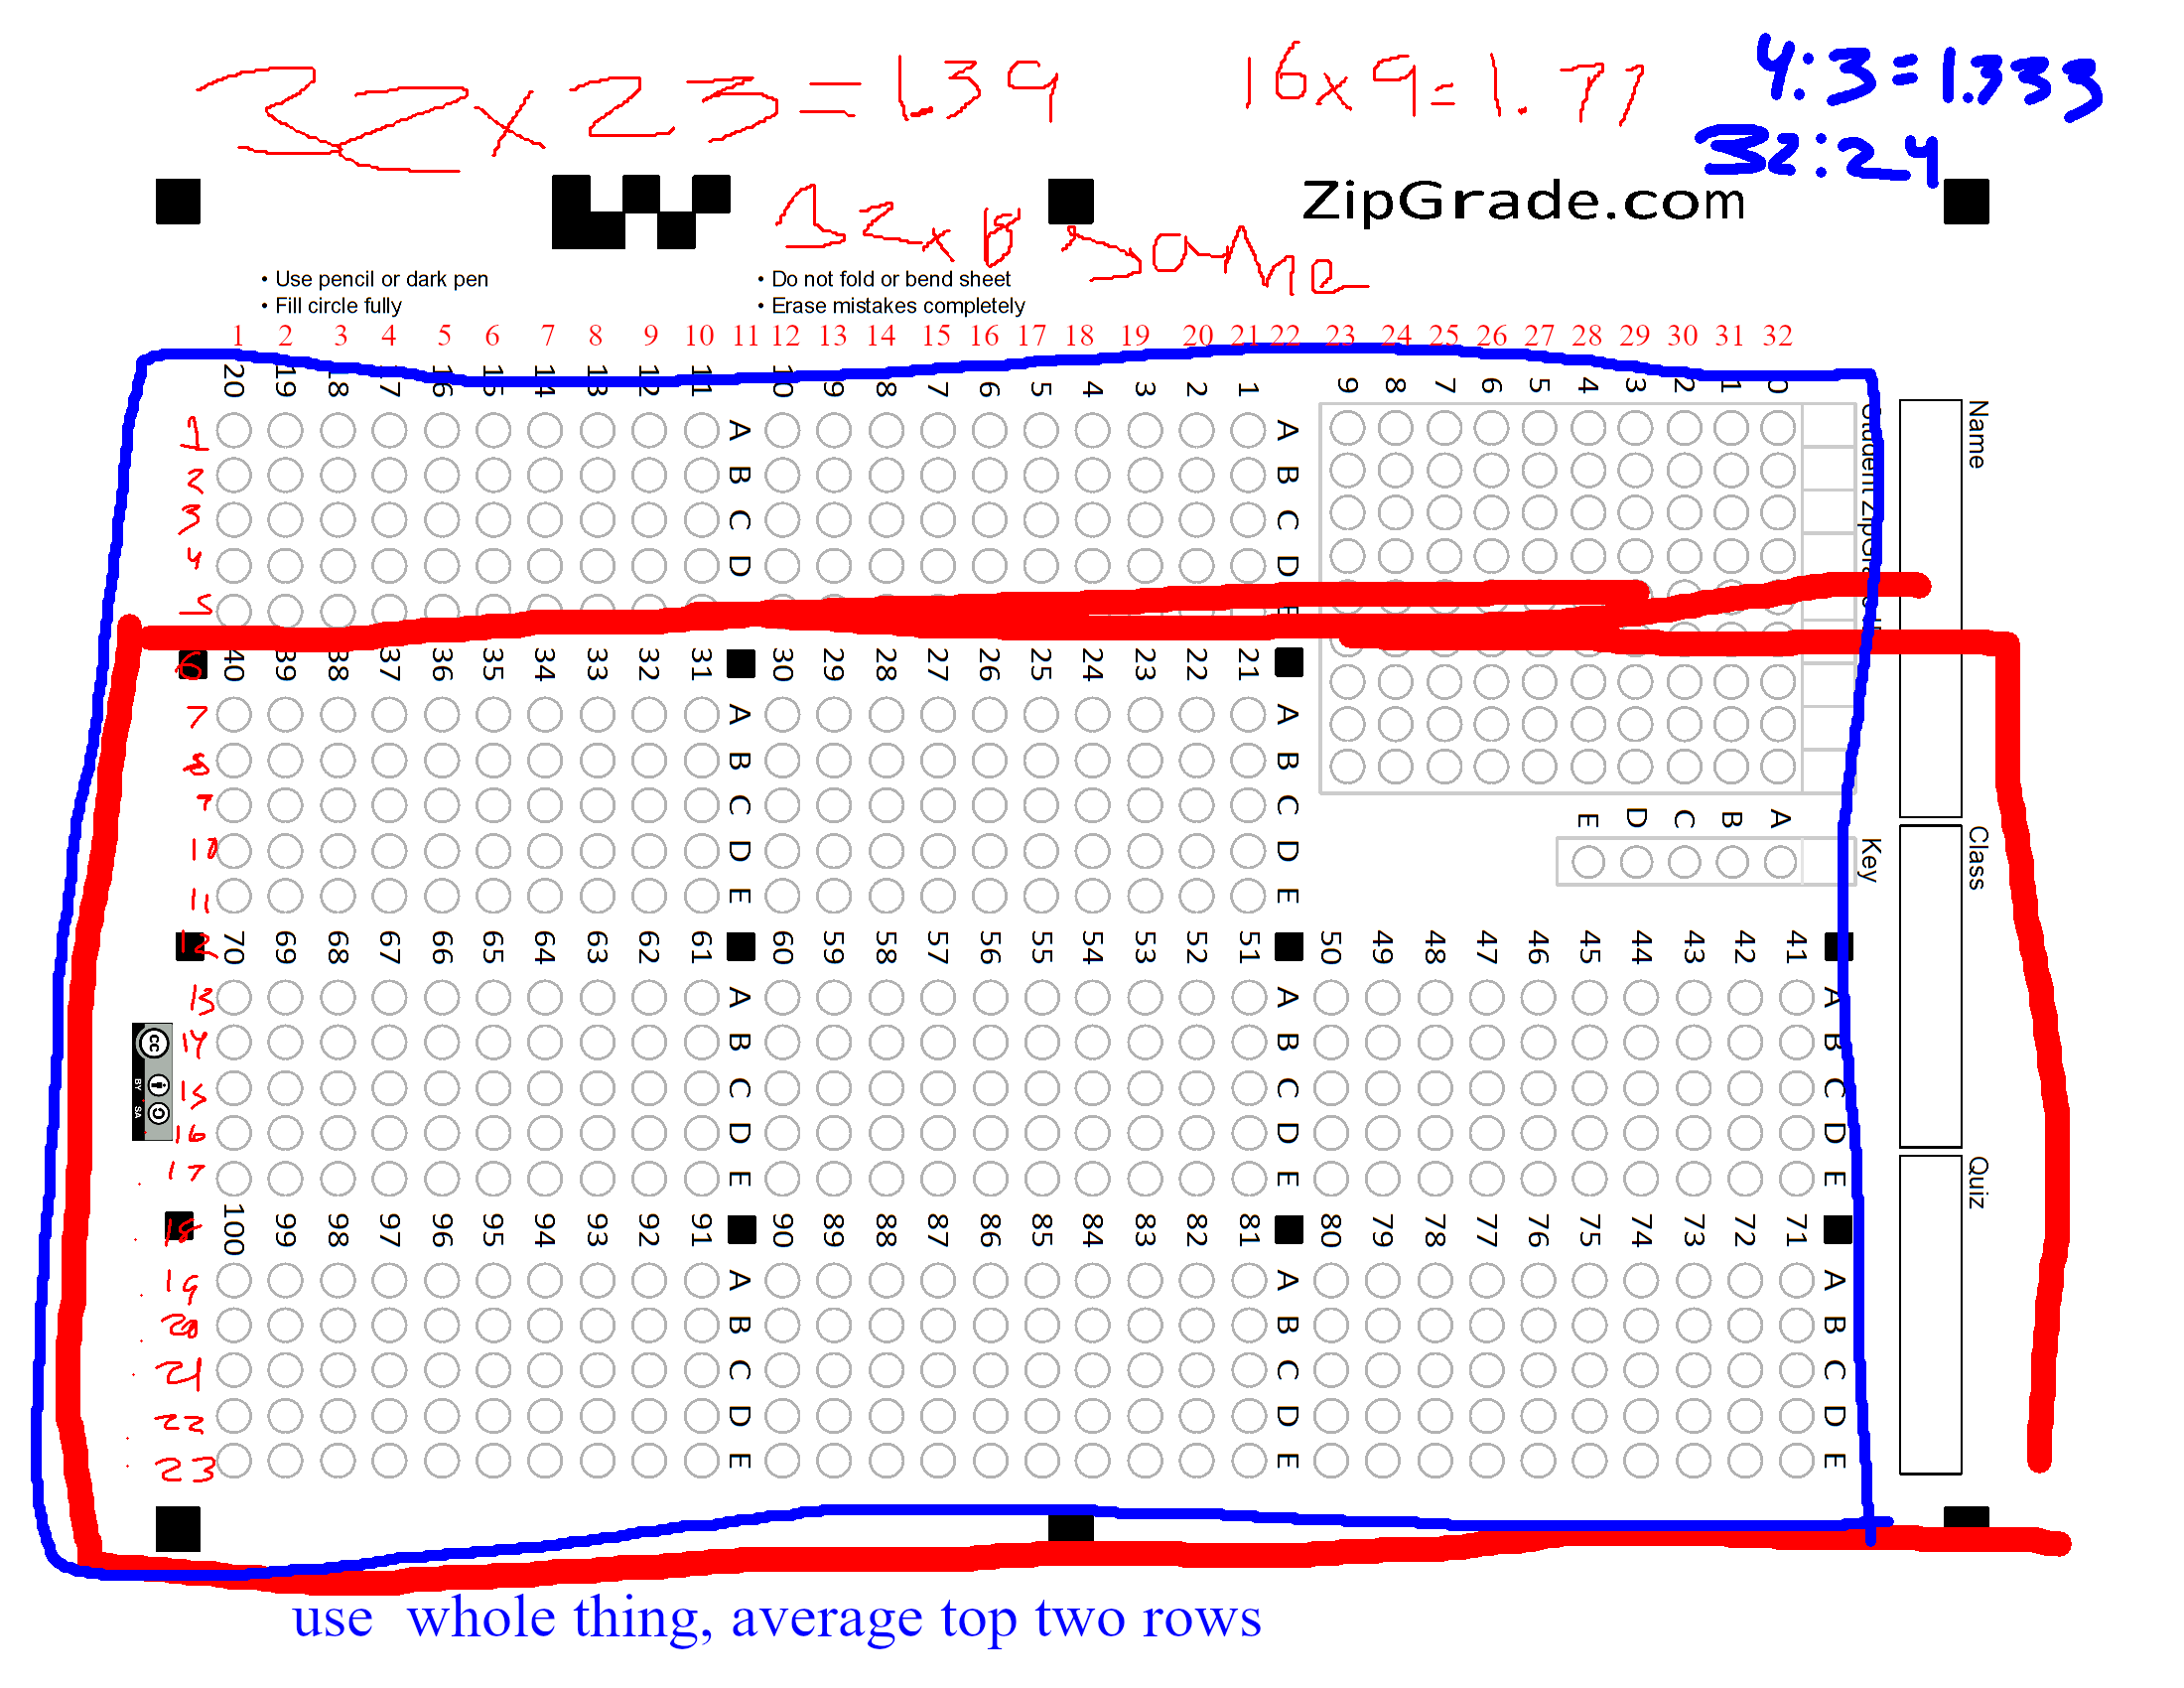 32x23=1.39 16x9=1.77 4:3=1.333
32:24
ZipGrade.com
32x18 same
• Use pencil or dark pen • Do not fold or bend sheet
• Fill circle fully • Erase mistakes completely
1 2 3 4 5 6 7 8 9 10 11 12 13 14 15 16 17 18 19 20 21 22 23 24 25 26 27 28 29 30 31 32
20 19 18 17 16 15 14 13 12 11 10 9 8 7 6 5 4 3 2 1 9 8 7 6 5 4 3 2 1 0
1 A A
2 B B
3 C C
4 D D
5 E
Student ZipGrade ID
Name
6 40 39 38 37 36 35 34 33 32 31 30 29 28 27 26 25 24 23 22 21
7 A A
8 B B
9 C C
E D C B A
10 D D
Key
Class
11 E E
12 70 69 68 67 66 65 64 63 62 61 60 59 58 57 56 55 54 53 52 51 50 49 48 47 46 45 44 43 42 41
13 A A A
14 B B B
15 C C C
16 D D D
17 E E E
cc BY SA
Quiz
18 100 99 98 97 96 95 94 93 92 91 90 89 88 87 86 85 84 83 82 81 80 79 78 77 76 75 74 73 72 71
19 A A A
20 B B B
21 C C C
22 D D D
23 E E E
use whole thing, average top two rows